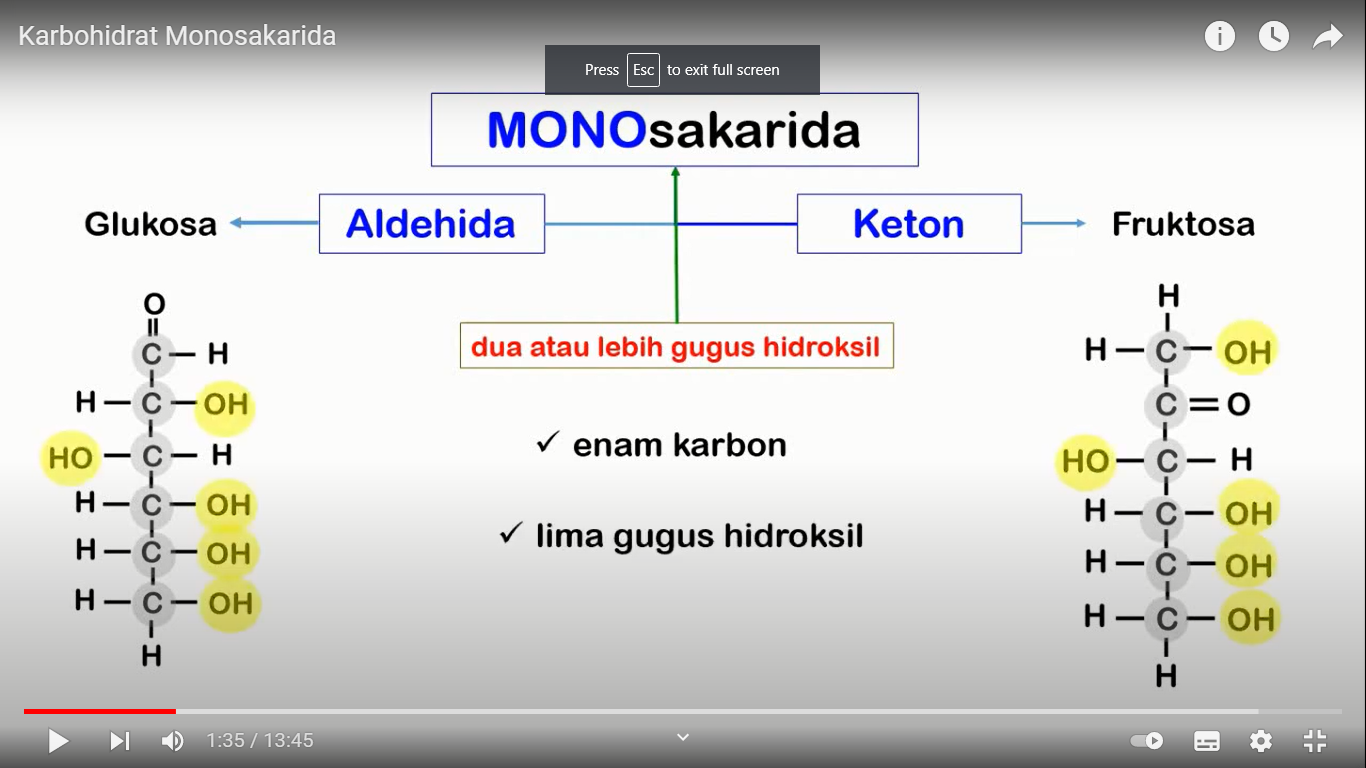 Karbohidrat Monosakarida
Press Esc to exit full screen
MONOsakarida
Glukosa
Aldehida
Keton
Fruktosa
dua atau lebih gugus hidroksil
✓ enam karbon
✓ lima gugus hidroksil
O
C H
H C OH
HO C H
H C OH
H C OH
H C OH
H
H
H C OH
C O
HO C H
H C OH
H C OH
H C OH
H
1:35 / 13:45